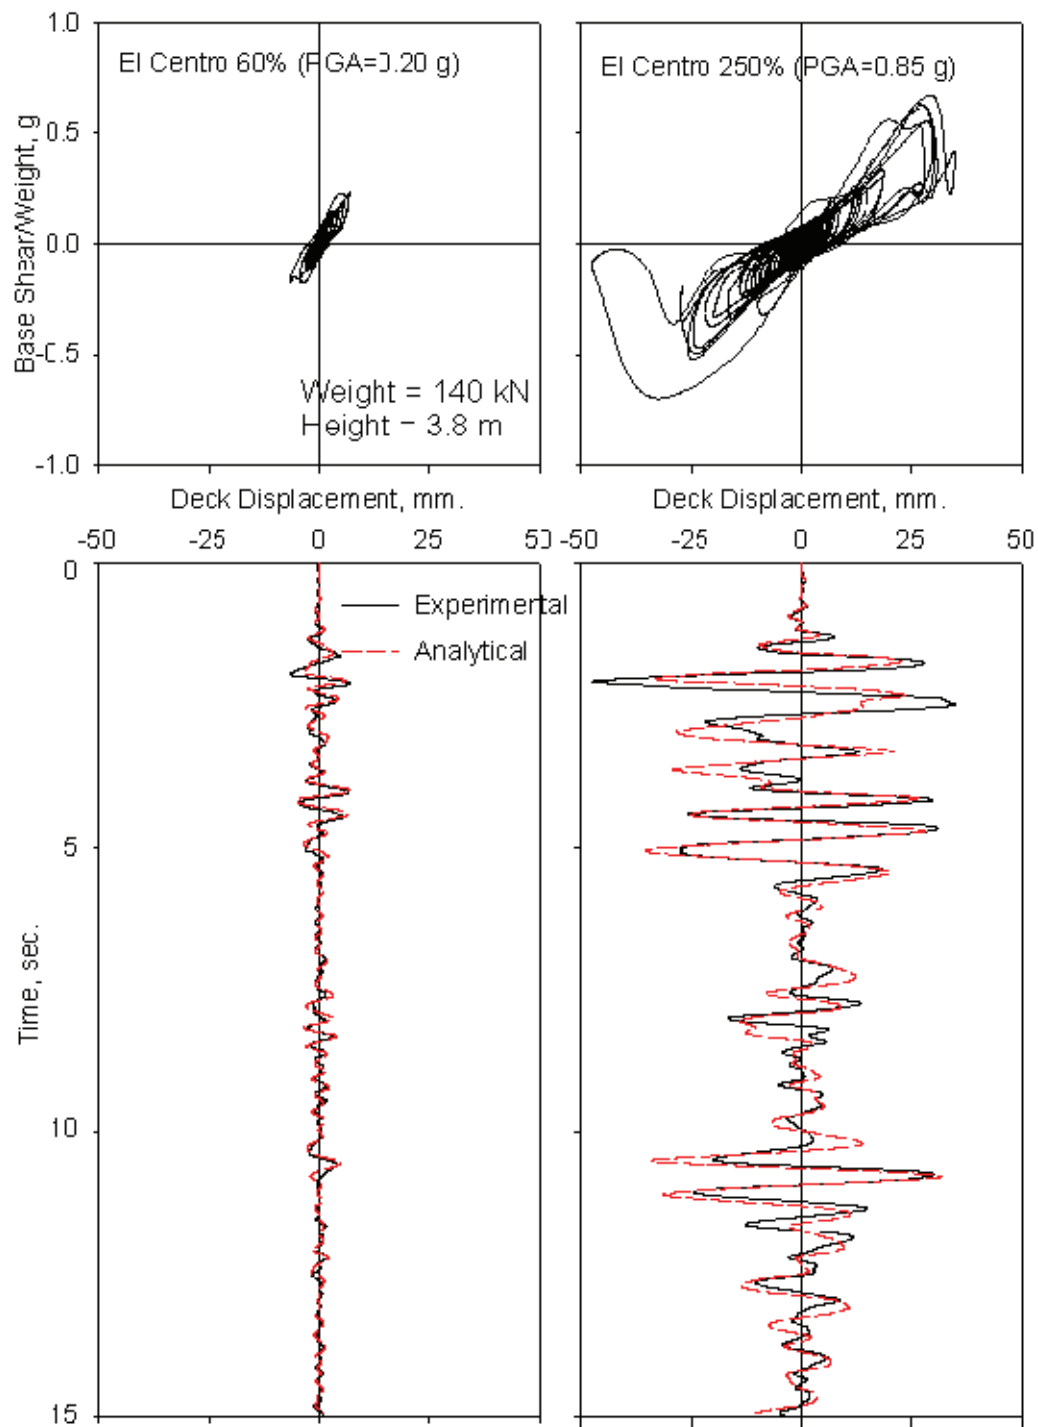 1.0
El Centro 60% (PGA=0.20 g)
El Centro 250% (PGA=0.85 g)
0.5
Base Shear/Weight, g
0.0
-0.5
Weight = 140 kN
Height = 3.8 m
-1.0
Deck Displacement, mm.
Deck Displacement, mm.
-50 -25 0 25 50
-50 -25 0 25 50
0
Experimental
Analytical
5
Time, sec.
10
15